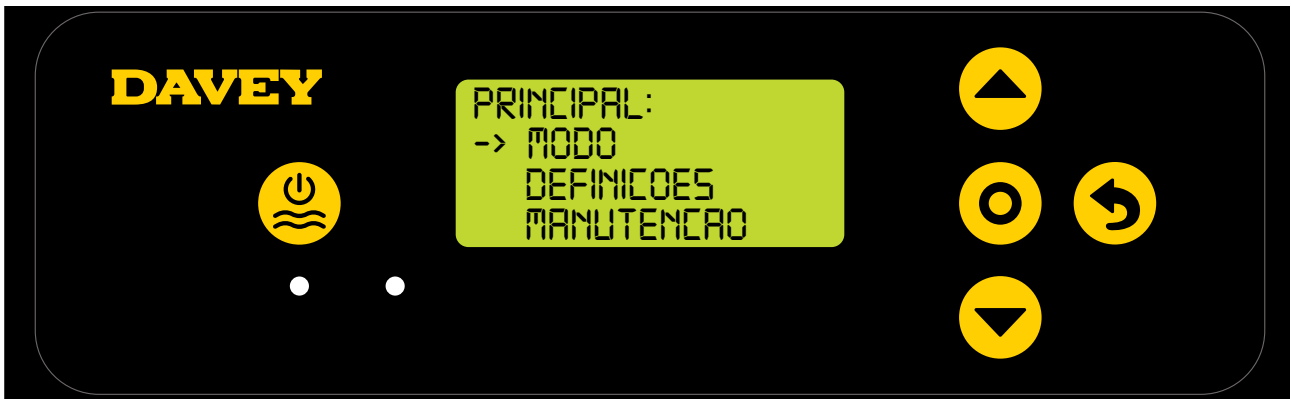 DAVEY
PRINCIPAL:
-> MODO
DEFINICOES
MANUTENCAO